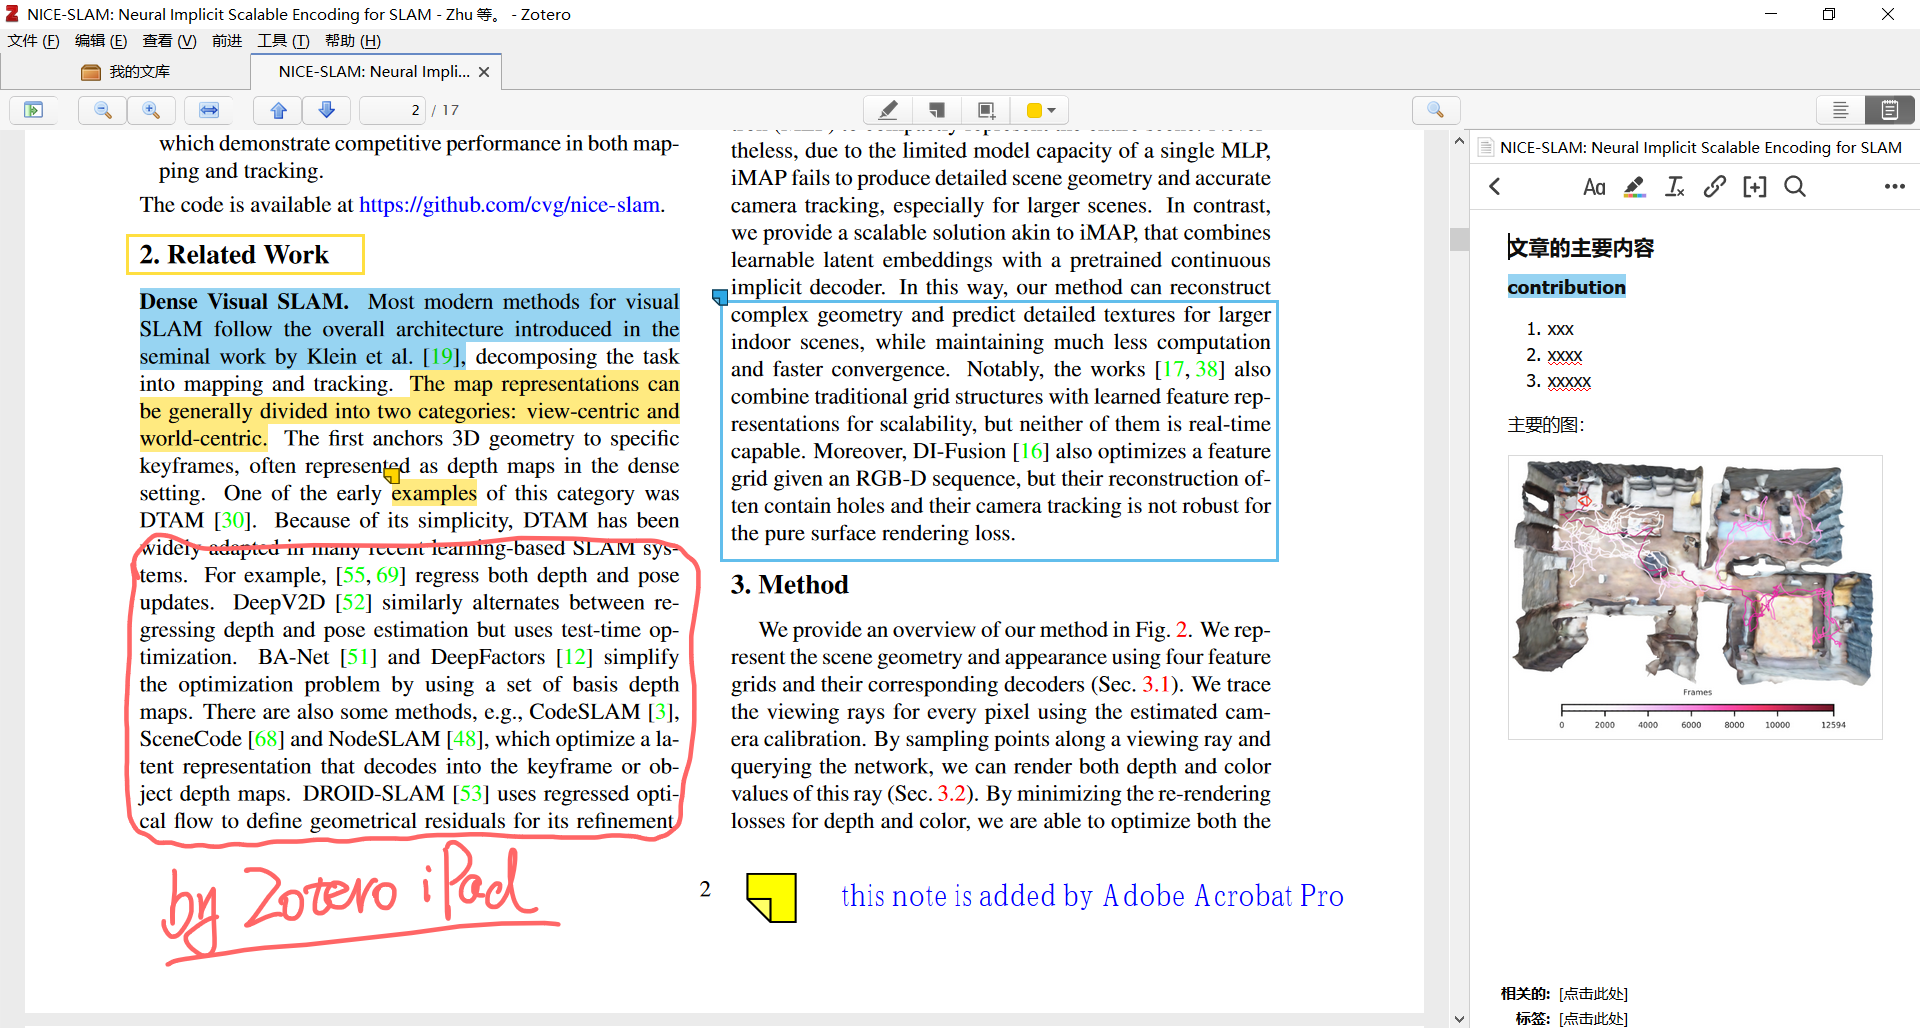 NICE-SLAM: Neural Implicit Scalable Encoding for SLAM - Zhu 等。 - Zotero
文件 (F) 编辑 (E) 查看 (V) 前进 工具 (T) 帮助 (H)
我的文库
NICE-SLAM: Neural Impli...
2 / 17
which demonstrate competitive performance in both map-
ping and tracking.
The code is available at https://github.com/cvg/nice-slam.
2. Related Work
Dense Visual SLAM. Most modern methods for visual
SLAM follow the overall architecture introduced in the
seminal work by Klein et al. [19], decomposing the task
into mapping and tracking. The map representations can
be generally divided into two categories: view-centric and
world-centric. The first anchors 3D geometry to specific
keyframes, often represented as depth maps in the dense
setting. One of the early examples of this category was
DTAM [30]. Because of its simplicity, DTAM has been
widely adapted in many recent learning-based SLAM sys-
tems. For example, [55, 69] regress both depth and pose
updates. DeepV2D [52] similarly alternates between re-
gressing depth and pose estimation but uses test-time op-
timization. BA-Net [51] and DeepFactors [12] simplify
the optimization problem by using a set of basis depth
maps. There are also some methods, e.g., CodeSLAM [3],
SceneCode [68] and NodeSLAM [48], which optimize a la-
tent representation that decodes into the keyframe or ob-
ject depth maps. DROID-SLAM [53] uses regressed opti-
cal flow to define geometrical residuals for its refinement
by Zotero iPad
theless, due to the limited model capacity of a single MLP,
iMAP fails to produce detailed scene geometry and accurate
camera tracking, especially for larger scenes. In contrast,
we provide a scalable solution akin to iMAP, that combines
learnable latent embeddings with a pretrained continuous
implicit decoder. In this way, our method can reconstruct
complex geometry and predict detailed textures for larger
indoor scenes, while maintaining much less computation
and faster convergence. Notably, the works [17, 38] also
combine traditional grid structures with learned feature rep-
resentations for scalability, but neither of them is real-time
capable. Moreover, DI-Fusion [16] also optimizes a feature
grid given an RGB-D sequence, but their reconstruction of-
ten contain holes and their camera tracking is not robust for
the pure surface rendering loss.
3. Method
We provide an overview of our method in Fig. 2. We rep-
resent the scene geometry and appearance using four feature
grids and their corresponding decoders (Sec. 3.1). We trace
the viewing rays for every pixel using the estimated cam-
era calibration. By sampling points along a viewing ray and
querying the network, we can render both depth and color
values of this ray (Sec. 3.2). By minimizing the re-rendering
losses for depth and color, we are able to optimize both the
2
this note is added by Adobe Acrobat Pro
NICE-SLAM: Neural Implicit Scalable Encoding for SLAM
Aa
文章的主要内容
contribution
1. xxx
2. xxxx
3. xxxxx
主要的图：
Frames
0 2000 4000 6000 8000 10000 12594
相关的: [点击此处]
标签: [点击此处]